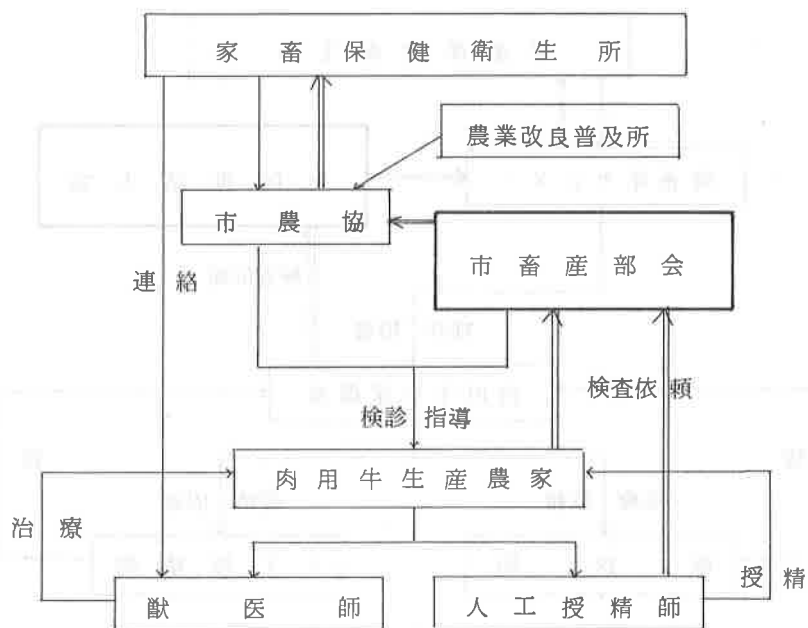 家畜保健衛生所
農業改良普及所
市農協
市畜産部会
連絡
検査依頼
検診指導
肉用牛生産農家
治療
授精
獣医師
人工授精師